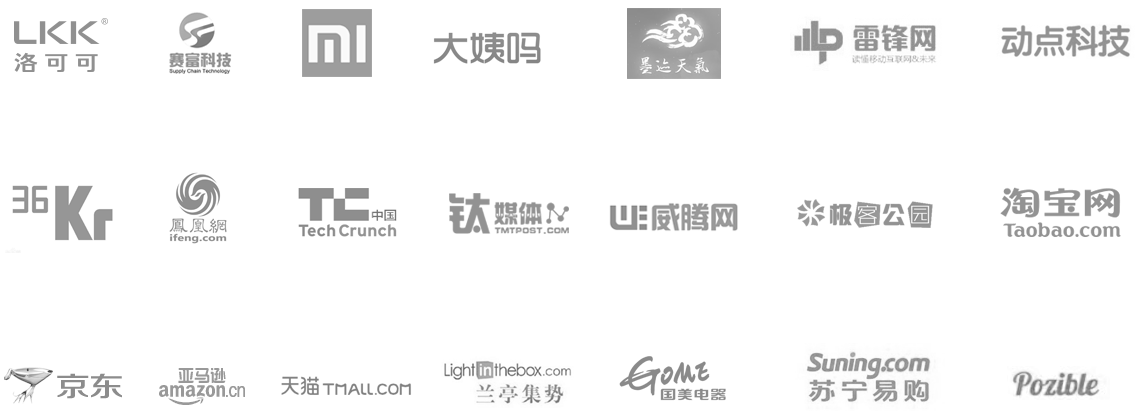 LKK®
洛可可
赛富科技
Supply Chain Technology
mi
大姨吗
墨迹天氣
雷锋网
读懂移动互联网&未来
动点科技
36Kr
鳳凰網
ifeng.com
TC中国
TechCrunch
钛媒体
TMTPOST.COM
威腾网
极客公园
淘宝网
Taobao.com
京东
亚马逊
amazon.cn
天猫 TMALL.COM
Lightinthebox.com
兰亭集势
GOME
国美电器
Suning.com
苏宁易购
Pozible